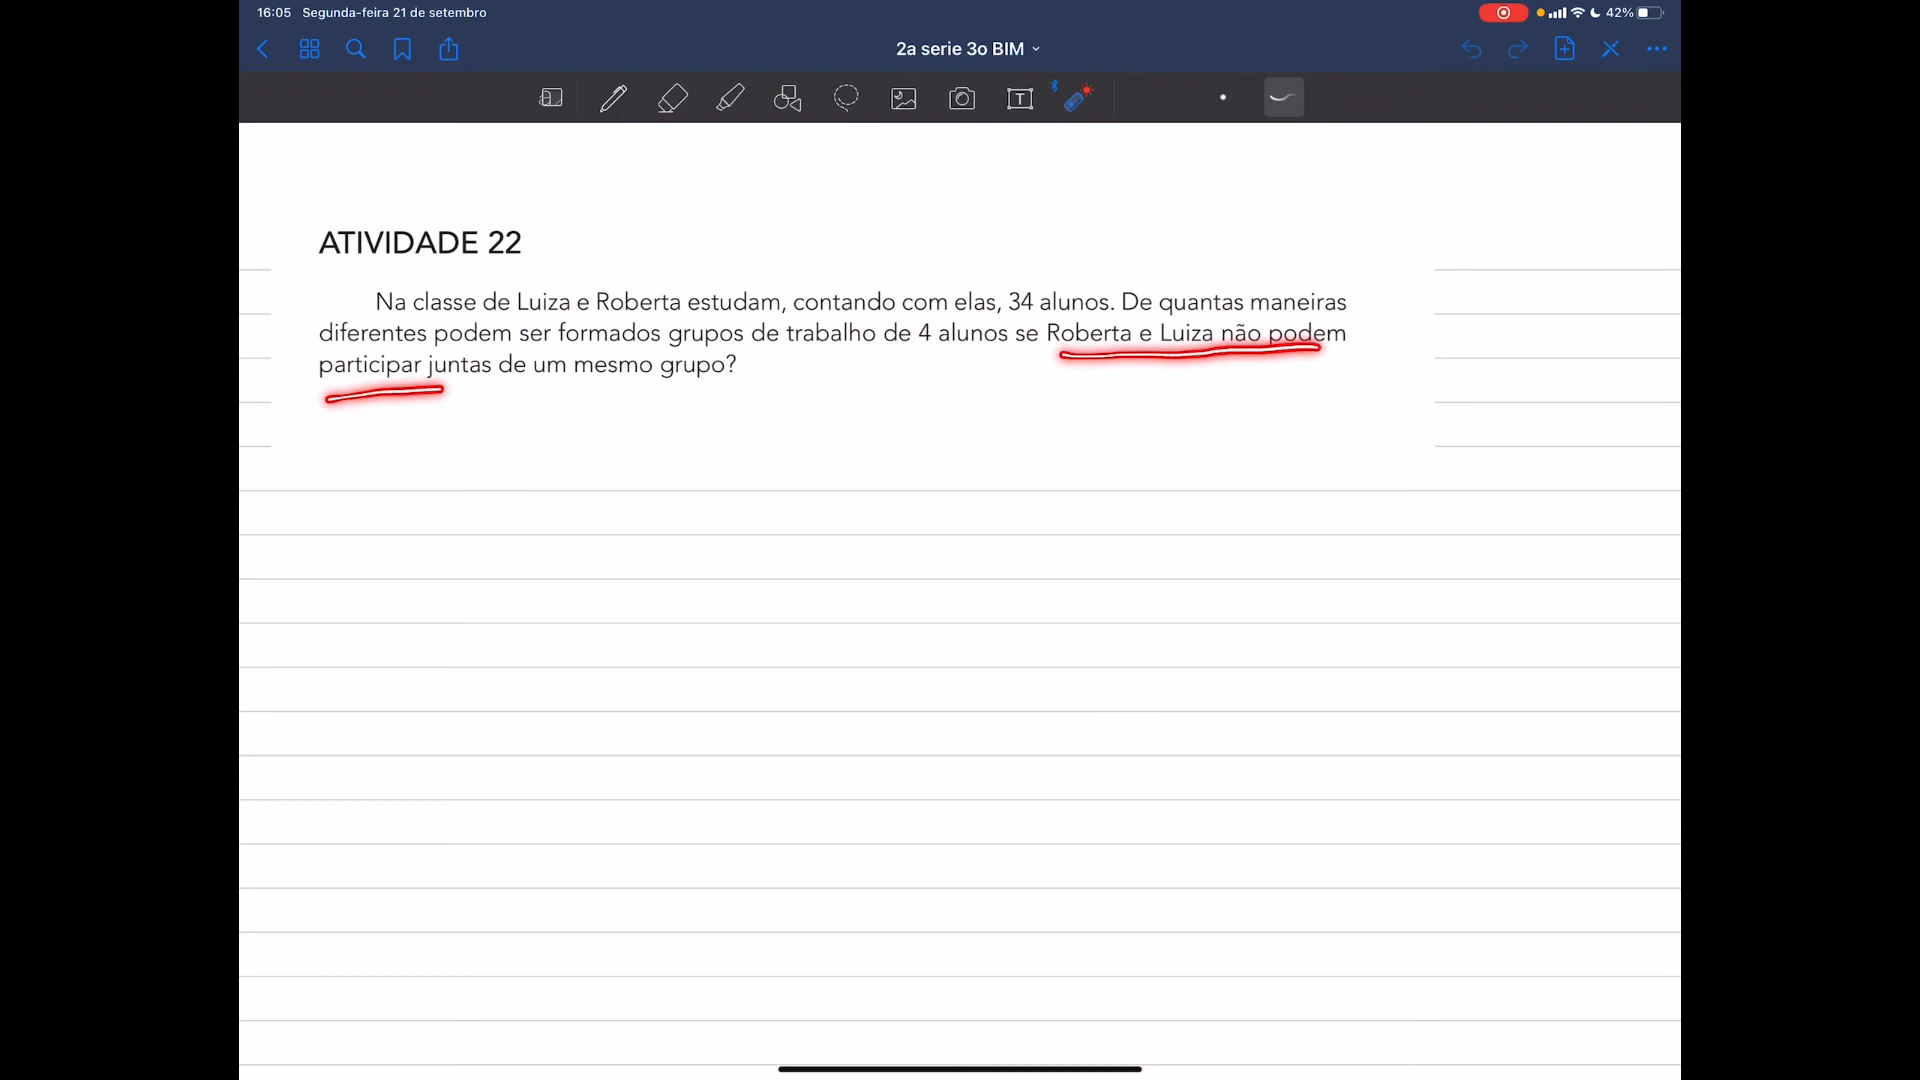 16:05 Segunda-feira 21 de setembro
42%
2a serie 3o BIM
T
ATIVIDADE 22
Na classe de Luiza e Roberta estudam, contando com elas, 34 alunos. De quantas maneiras
diferentes podem ser formados grupos de trabalho de 4 alunos se Roberta e Luiza não podem
participar juntas de um mesmo grupo?